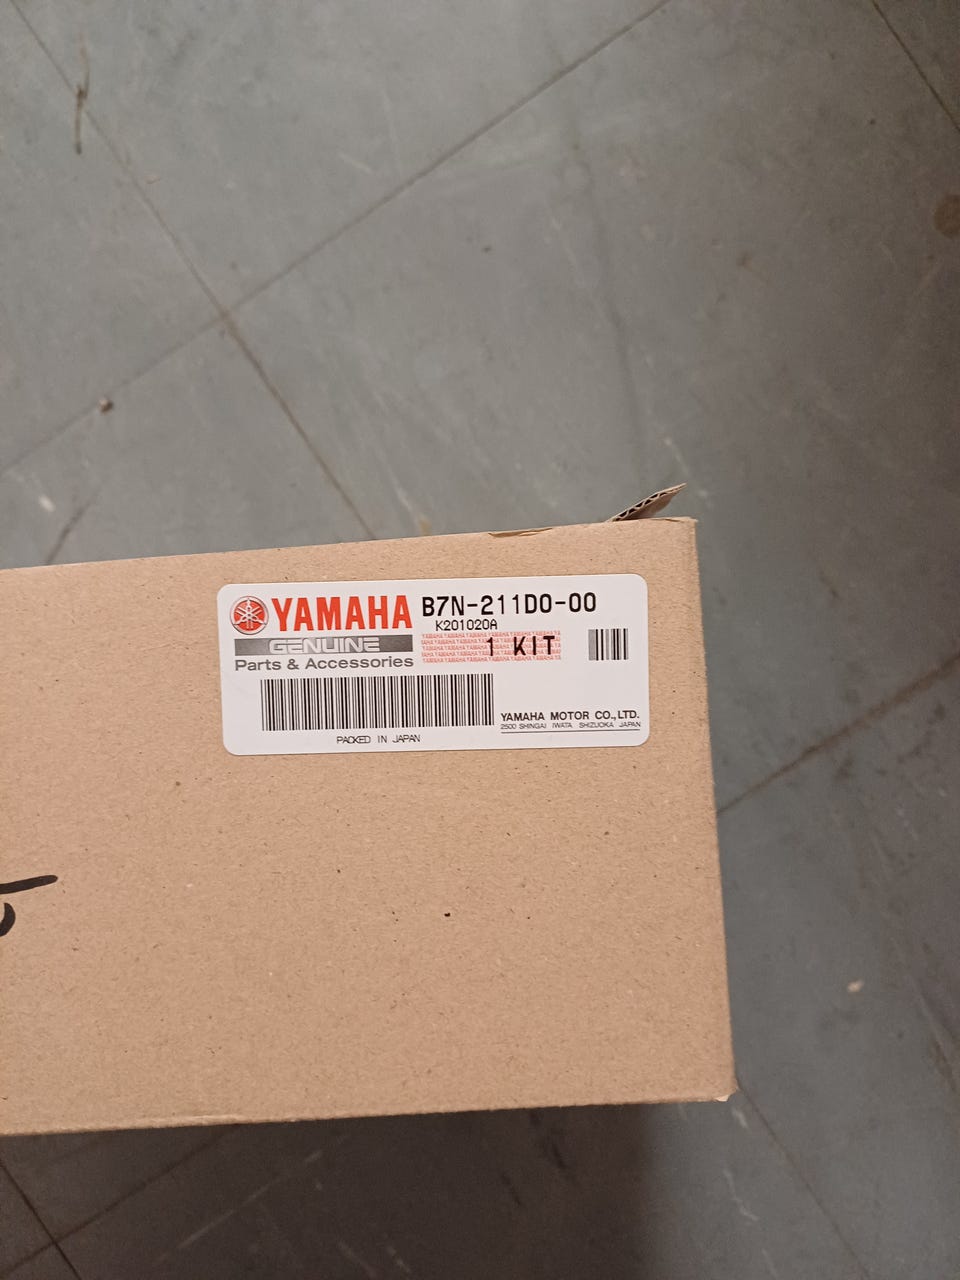 YAMAHA B7N-211D0-00
K201020A
GENUINE
1 KIT
Parts & Accessories
YAMAHA MOTOR CO.,LTD.
2500 SHINGAI IWATA SHIZUOKA JAPAN
PACKED IN JAPAN